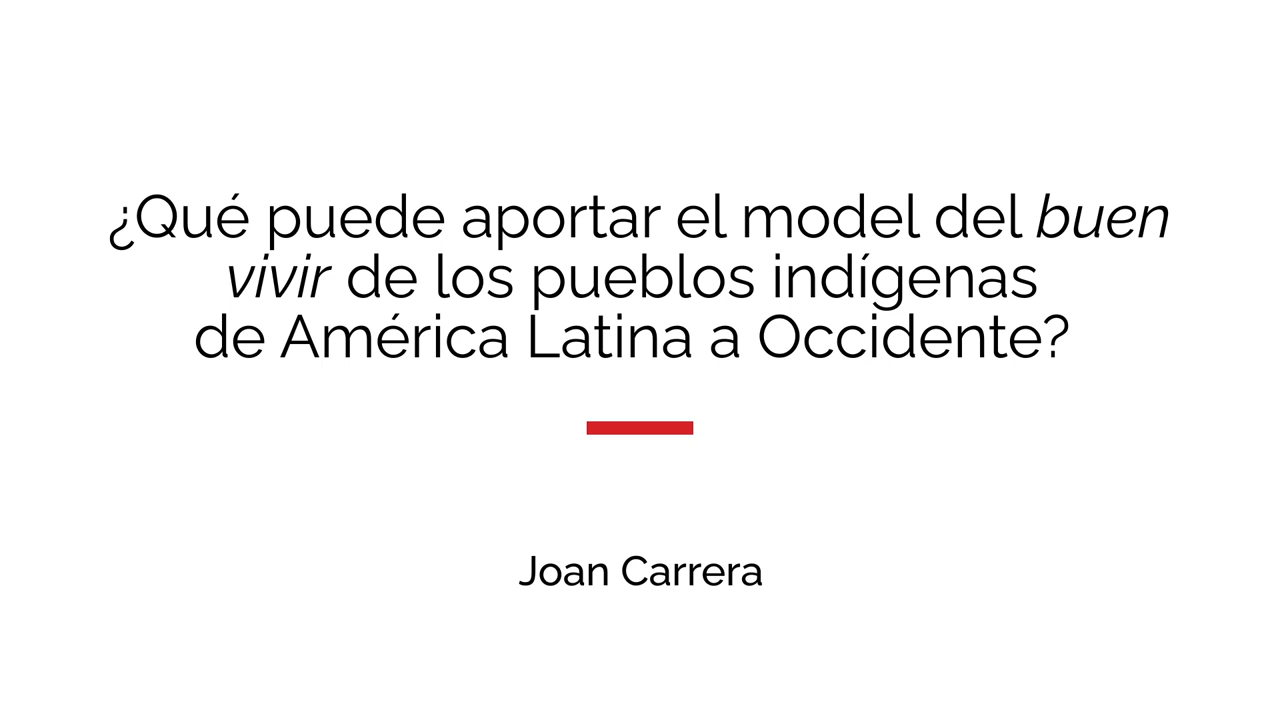 ¿Qué puede aportar el model del buen
vivir de los pueblos indígenas
de América Latina a Occidente?
Joan Carrera